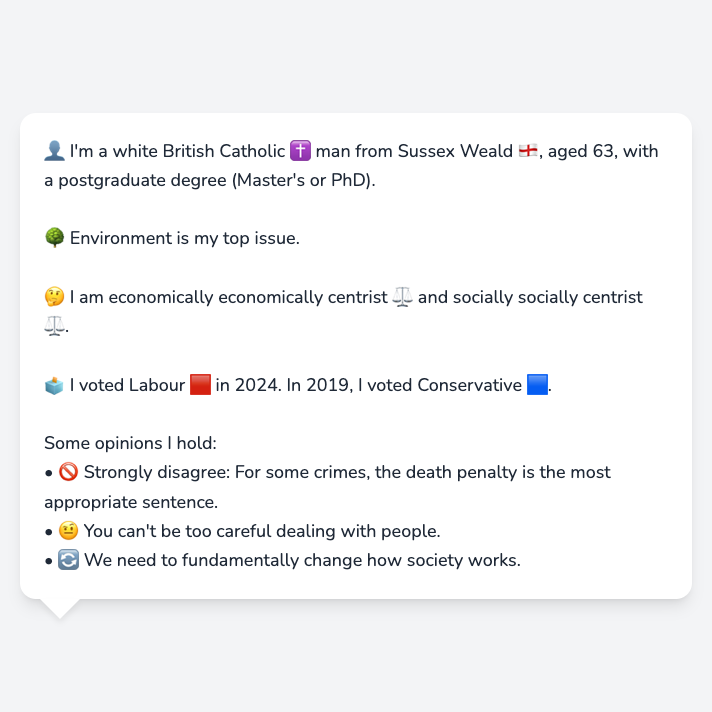 👤 I'm a white British Catholic ✝️ man from Sussex Weald 🏴󠁧󠁢󠁥󠁮󠁧󠁿, aged 63, with
a postgraduate degree (Master's or PhD).
🌳 Environment is my top issue.
🤔 I am economically economically centrist ⚖️ and socially socially centrist
⚖️.
🗳️ I voted Labour 🟥 in 2024. In 2019, I voted Conservative 🟦.
Some opinions I hold:
• 🚫 Strongly disagree: For some crimes, the death penalty is the most
appropriate sentence.
• 🤨 You can't be too careful dealing with people.
• 🔄 We need to fundamentally change how society works.